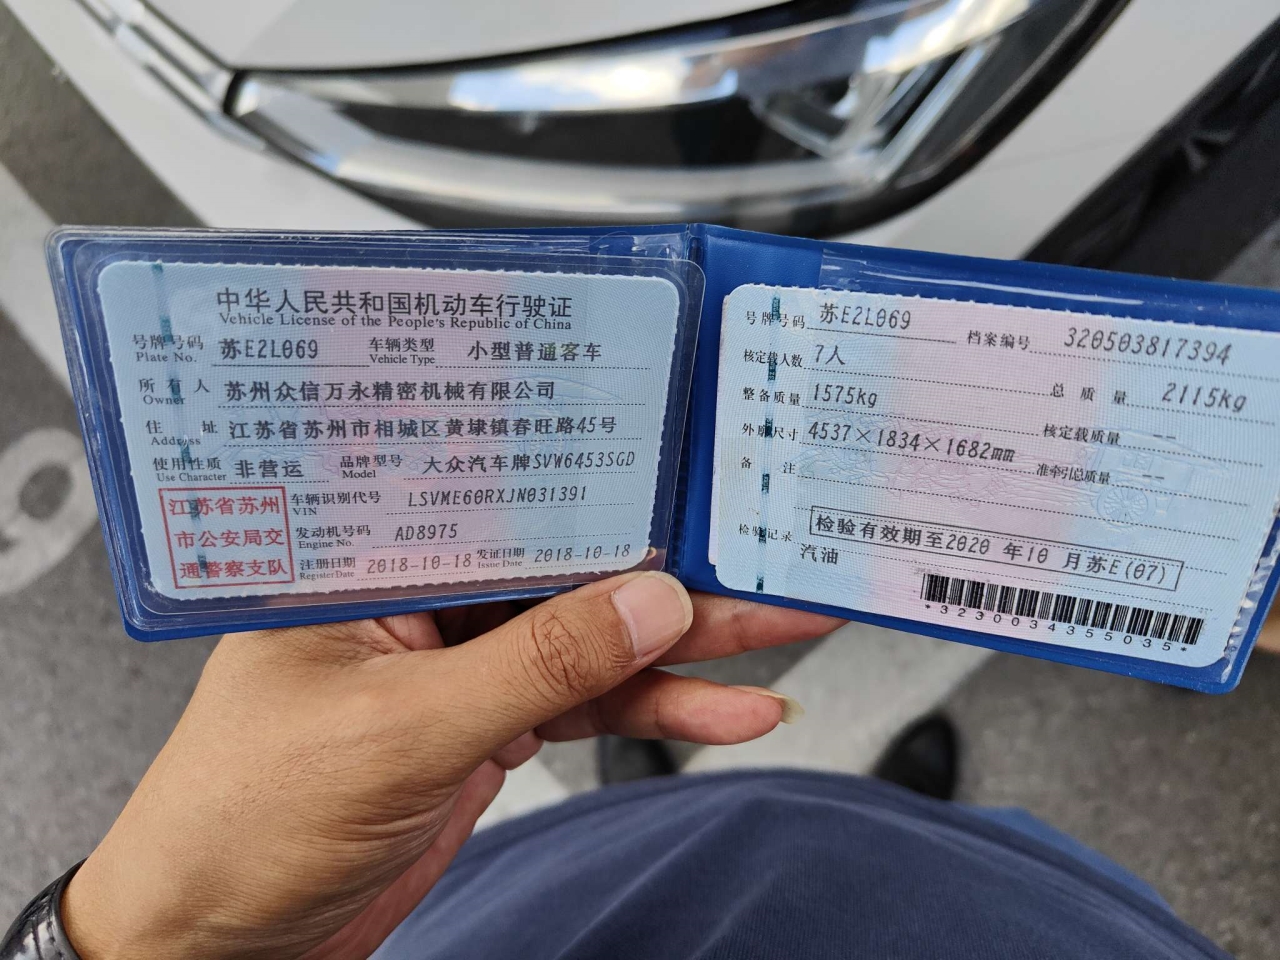 中华人民共和国机动车行驶证
Vehicle License of the People's Republic of China
号牌号码 苏E2L069 车辆类型 小型普通客车
Plate No. Vehicle Type
所有人 苏州众信万永精密机械有限公司
Owner
住址 江苏省苏州市相城区黄埭镇春旺路45号
Address
使用性质 非营运 品牌型号 大众汽车牌SVW6453SGD
Use Character Model
江苏省苏州
市公安局交
通警察支队
车辆识别代号 LSVME60RXJN031391
VIN
发动机号码 AD8975
Engine No.
注册日期 2018-10-18 发证日期 2018-10-18
Register Date Issue Date
号牌号码 苏E2L069 档案编号 320503817394
核定载人数 7人 总质量 2115kg
整备质量 1575kg 核定载质量 --
外廓尺寸 4537×1834×1682mm 准牵引总质量 --
备注
检验记录 检验有效期至2020年10月苏E(07)
汽油
*3230034355035*